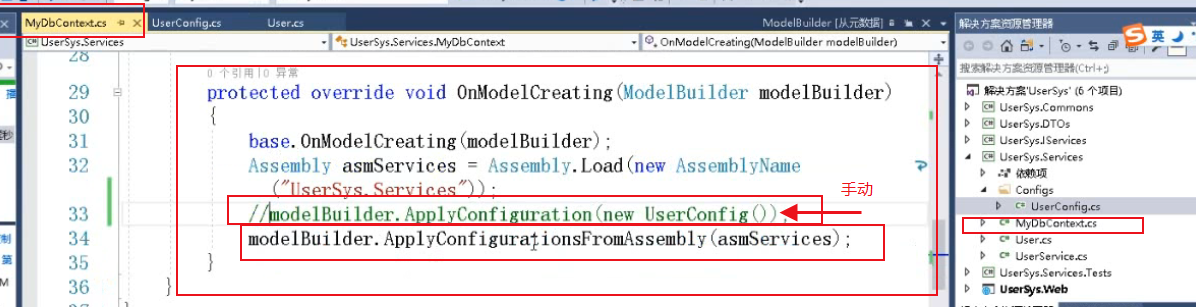 MyDbContext.cs
UserConfig.cs
User.cs
ModelBuilder [从元数据]
解决方案资源管理器
英
UserSys.Services
UserSys.Services.MyDbContext
OnModelCreating(ModelBuilder modelBuilder)
搜索解决方案资源管理器(Ctrl+;)
28
0 个引用|0 异常
29 protected override void OnModelCreating(ModelBuilder modelBuilder)
30 {
31 base.OnModelCreating(modelBuilder);
32 Assembly asmServices = Assembly.Load(new AssemblyName
("UserSys.Services"));
手动
33 //modelBuilder.ApplyConfiguration(new UserConfig());
34 modelBuilder.ApplyConfigurationsFromAssembly(asmServices);
35 }
36 }
解决方案'UserSys' (6 个项目)
UserSys.Commons
UserSys.DTOs
UserSys.IServices
UserSys.Services
依赖项
Configs
UserConfig.cs
MyDbContext.cs
User.cs
UserService.cs
UserSys.Services.Tests
UserSys.Web